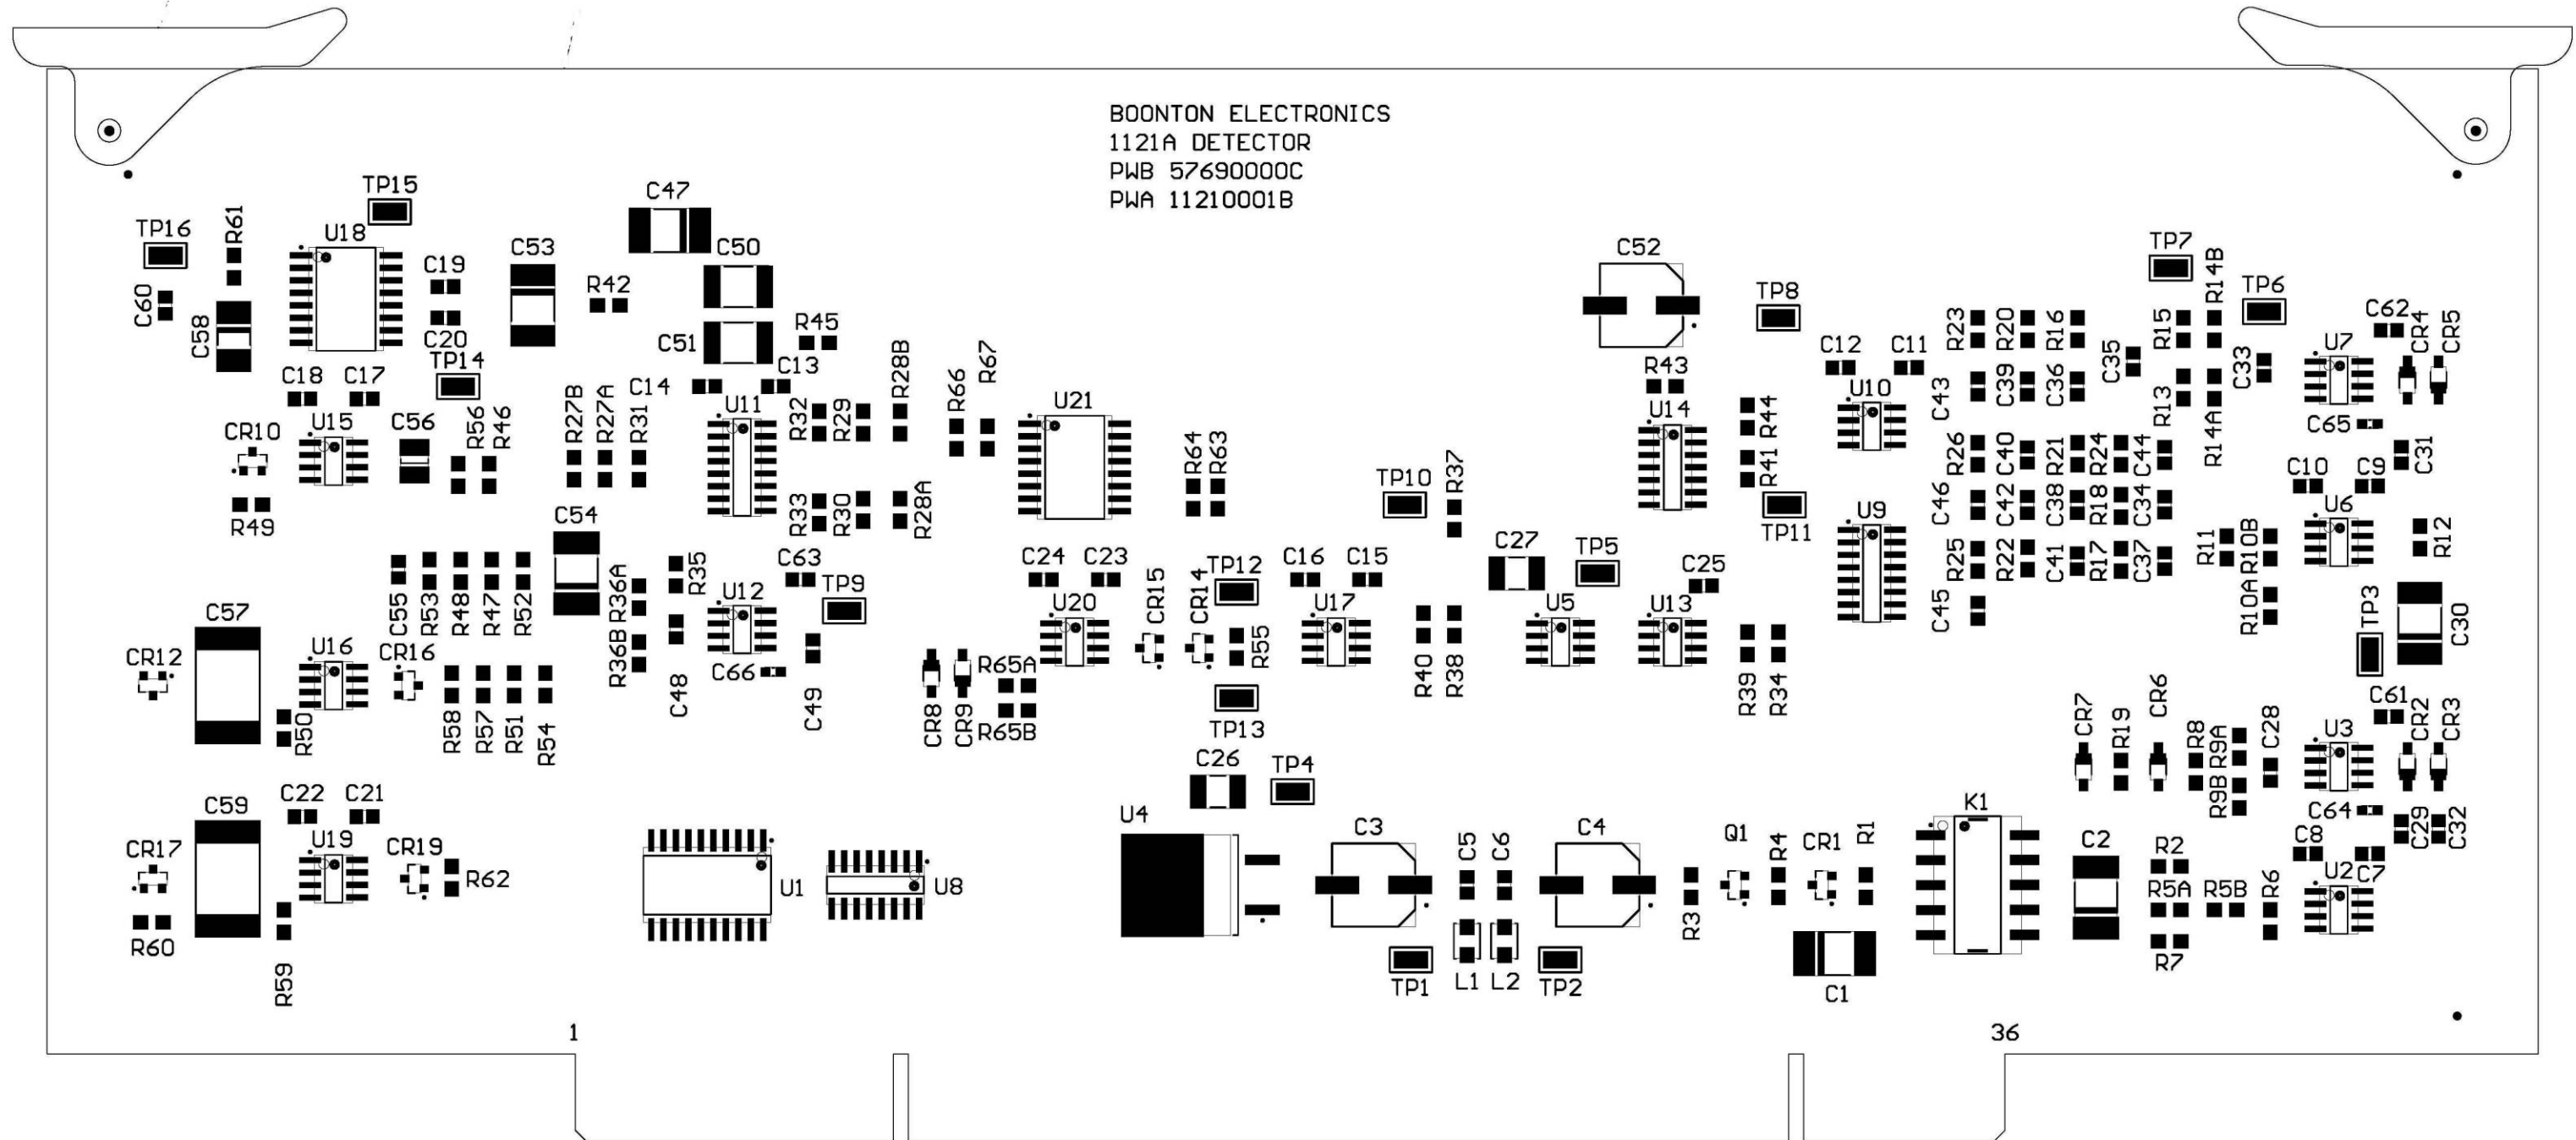 BOONTON ELECTRONICS
1121A DETECTOR
PWB 57690000C
PWA 11210001B
TP15
C47
TP16
R61
U18
C53
C50
C52
TP7
R14B
C19
R42
TP8
TP6
C60
C58
C20
C51
R45
R23
R20
R16
R15
C62
CR4
CR5
TP14
C13
R28B
R67
C12
C11
C35
C33
U7
C18
C17
R27B
R27A
C14
R31
U11
R32
R29
R66
U21
R43
U14
R44
U10
C43
C39
C36
R13
R14A
C65
CR10
U15
C56
R56
R46
R64
R63
TP10
R37
R41
R26
C40
R21
R24
C44
C31
C10
C9
R49
C54
R33
R30
R28A
TP11
U9
C46
C42
C38
R18
C34
U6
R12
R11
R10B
C24
C23
TP12
C16
C15
C27
TP5
C25
R25
R22
C41
R17
C37
C57
C55
R53
R48
R47
R52
R36A
R35
C63
U12
TP9
U20
CR15
CR14
U17
U5
U13
C45
R10A
TP3
C30
CR12
U16
CR16
R36B
C66
R65A
R55
R40
R38
R39
R34
C61
R50
R58
R57
R51
R54
C48
C49
CR8
CR9
R65B
TP13
CR7
R19
CR6
R8
R9A
C28
U3
CR2
CR3
C26
TP4
C59
C22
C21
U4
C3
C5
C6
C4
Q1
R4
CR1
R1
K1
C2
R9B
C64
C29
C32
CR17
U19
CR19
R62
R2
C8
U1
U8
R5A
R5B
R6
U2
C7
R60
R59
R3
R7
TP1
L1
L2
TP2
C1
1
36